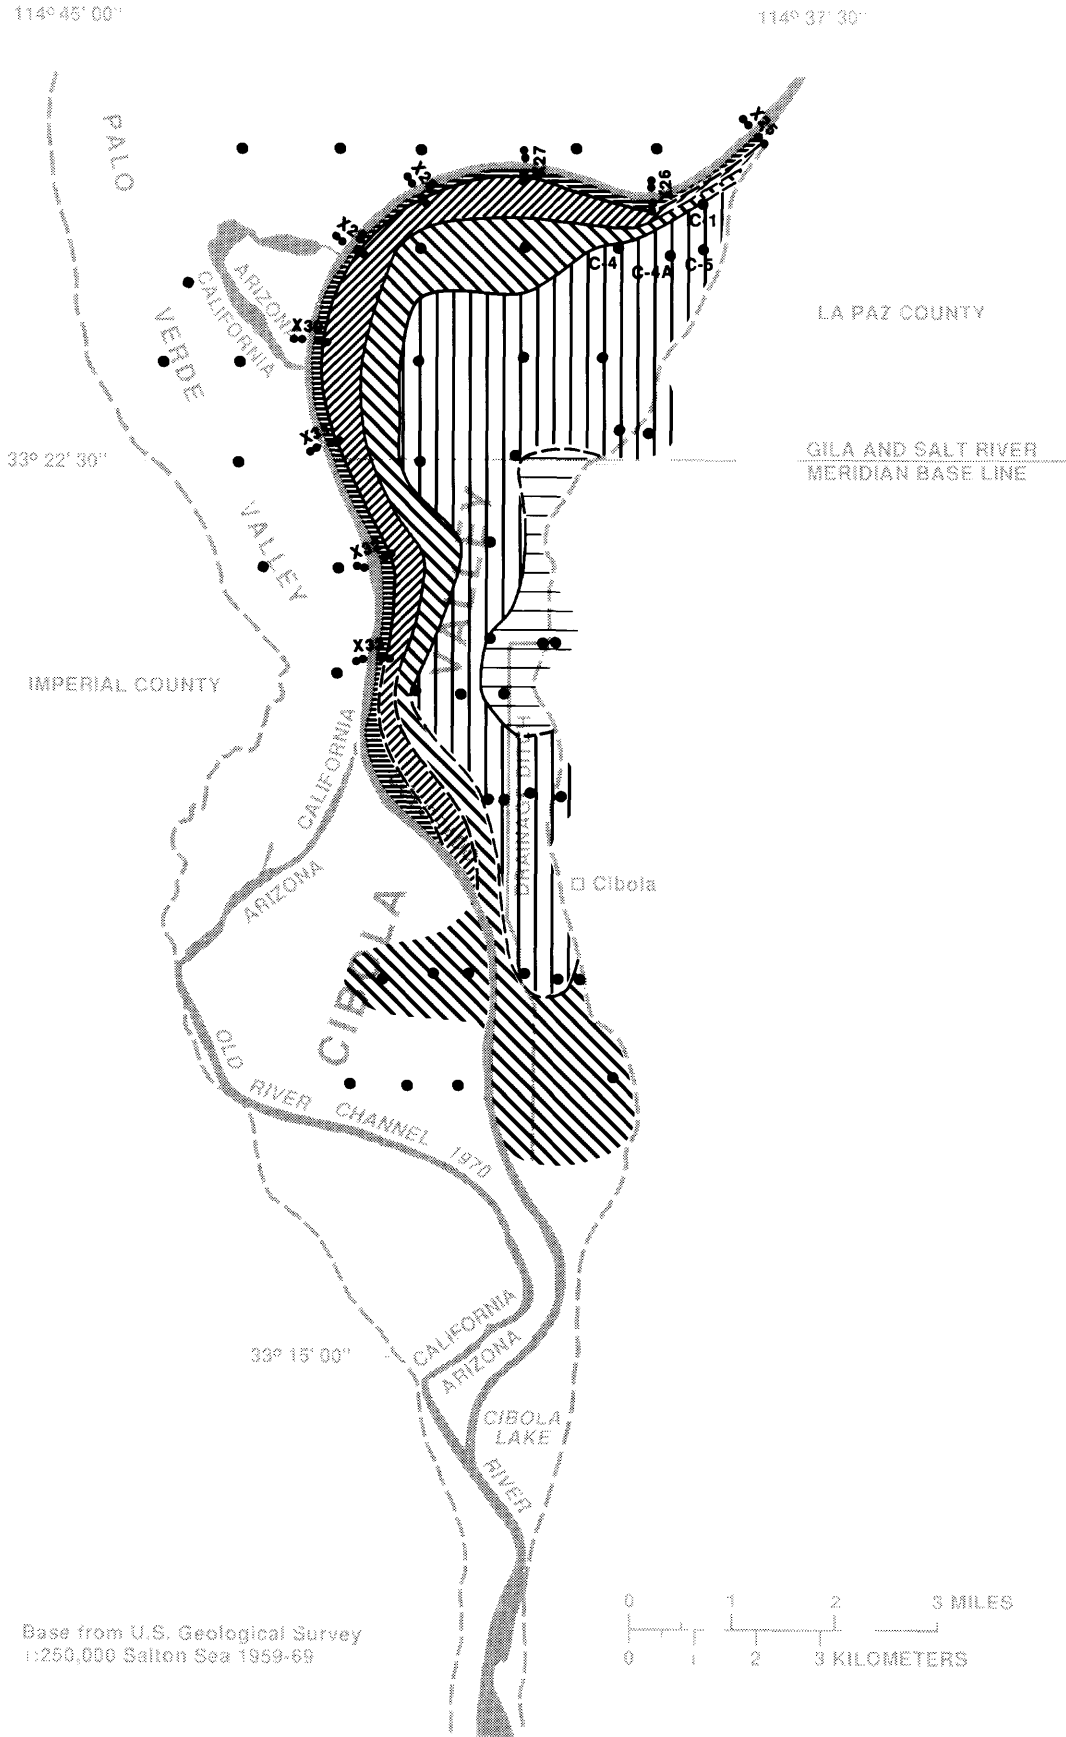 114° 45' 00"
114° 37' 30"
PALO
VERDE
VALLEY
X27
X26
C-1
C-4
C-4A
C-5
ARIZONA
CALIFORNIA
LA PAZ COUNTY
33° 22' 30"
GILA AND SALT RIVER
MERIDIAN BASE LINE
VALLEY
IMPERIAL COUNTY
CALIFORNIA
ARIZONA
DRAINAGE DITCH
Cibola
CIBOLA
OLD
RIVER CHANNEL 1970
CALIFORNIA
ARIZONA
33° 15' 00"
CIBOLA
LAKE
RIVER
0 1 2 3 MILES
0 1 2 3 KILOMETERS
Base from U.S. Geological Survey
1:250,000 Salton Sea 1959-69